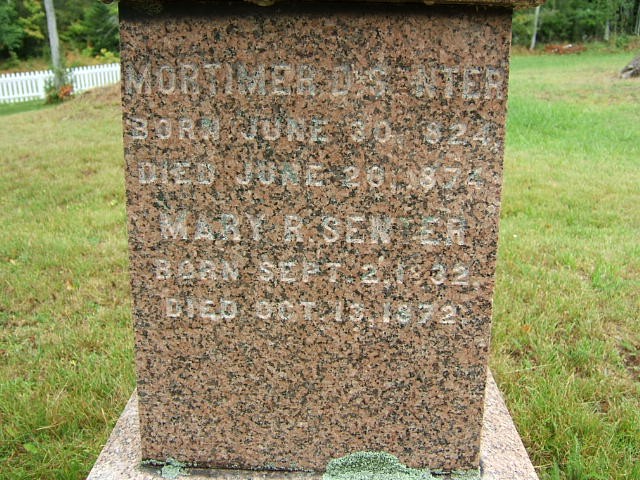 MORTIMER D. SENTER
BORN JUNE 30, 1824
DIED JUNE 28, 1874
MARY R. SENTER
BORN SEPT. 2, 1832.
DIED OCT. 13, 1872